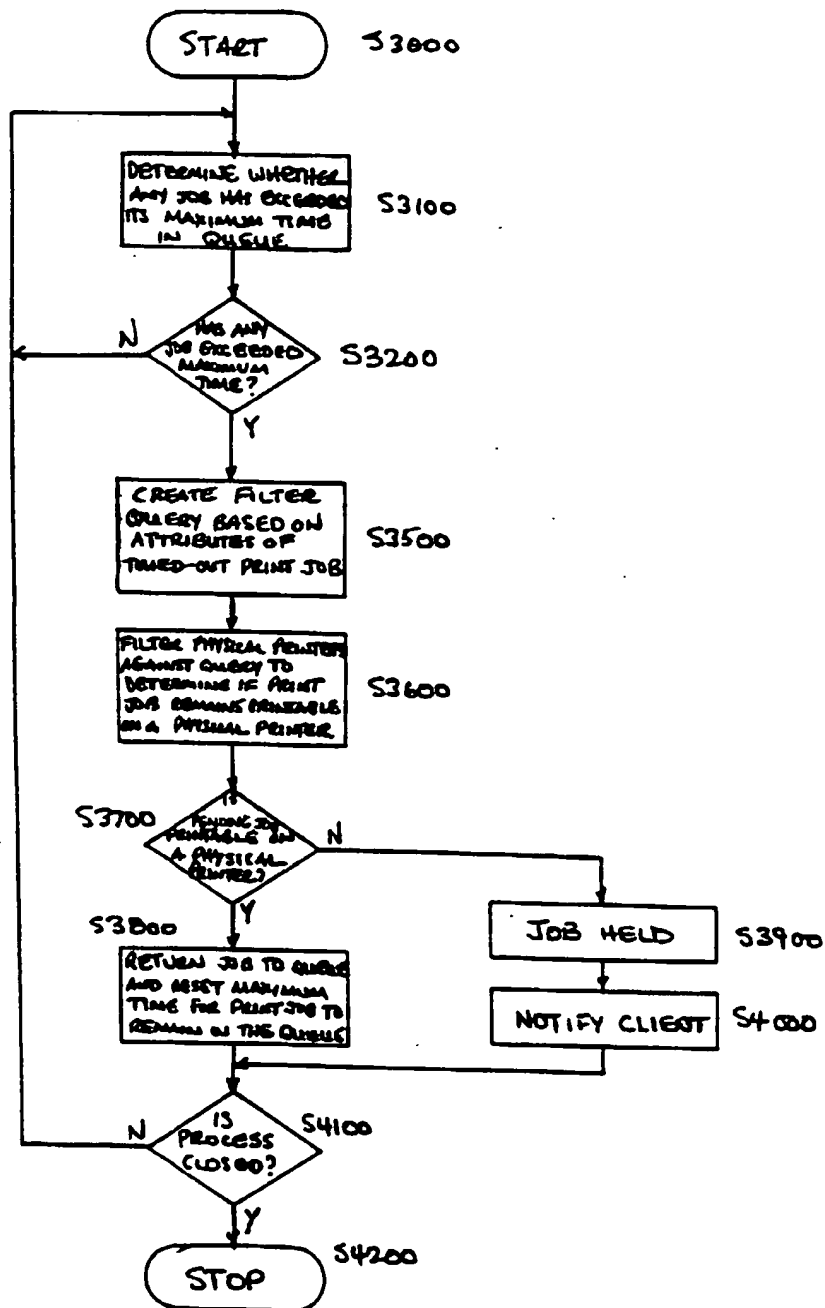 START S3000
DETERMINE WHETHER
ANY JOB HAS EXCEEDED
ITS MAXIMUM TIME
IN QUEUE
S3100
HAS ANY
JOB EXCEEDED
MAXIMUM
TIME?
N
S3200
Y
CREATE FILTER
QUERY BASED ON
ATTRIBUTES OF
TIMED-OUT PRINT JOB
S3500
FILTER PHYSICAL PRINTERS
AGAINST QUERY TO
DETERMINE IF PRINT
JOB REMAINS PRINTABLE
ON A PHYSICAL PRINTER
S3600
S3700
IS
PENDING JOB
PRINTABLE ON
A PHYSICAL
PRINTER?
N
Y
S3800
RETURN JOB TO QUEUE
AND RESET MAXIMUM
TIME FOR PRINT JOB TO
REMAIN IN THE QUEUE
JOB HELD S3900
NOTIFY CLIENT S4000
IS
PROCESS
CLOSED?
N
S4100
Y
STOP S4200